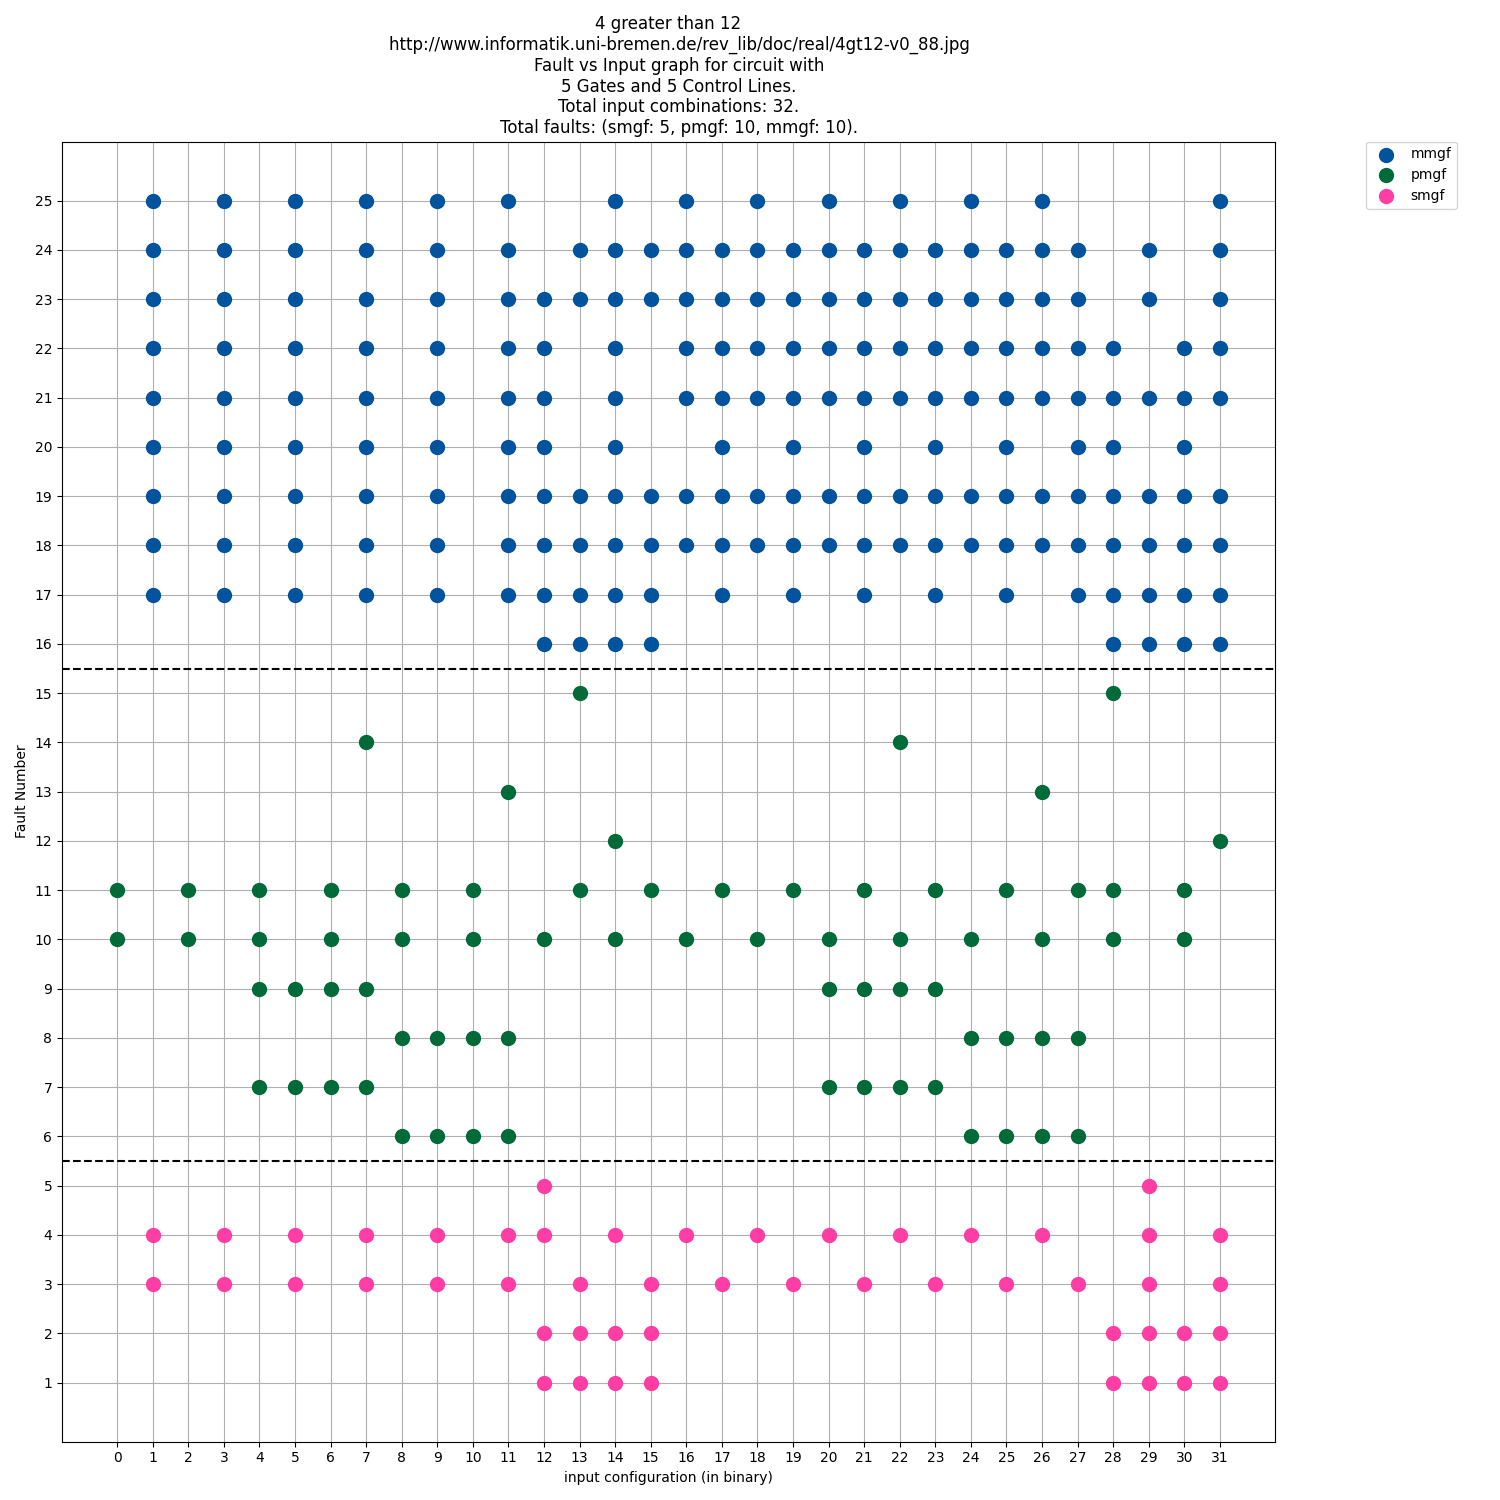 4 greater than 12
http://www.informatik.uni-bremen.de/rev_lib/doc/real/4gt12-v0_88.jpg
Fault vs Input graph for circuit with
5 Gates and 5 Control Lines.
Total input combinations: 32.
Total faults: (smgf: 5, pmgf: 10, mmgf: 10).
mmgf
pmgf
smgf
25
24
23
22
21
20
19
18
17
16
15
14
13
12
11
10
9
8
7
6
5
4
3
2
1
Fault Number
0 1 2 3 4 5 6 7 8 9 10 11 12 13 14 15 16 17 18 19 20 21 22 23 24 25 26 27 28 29 30 31
input configuration (in binary)